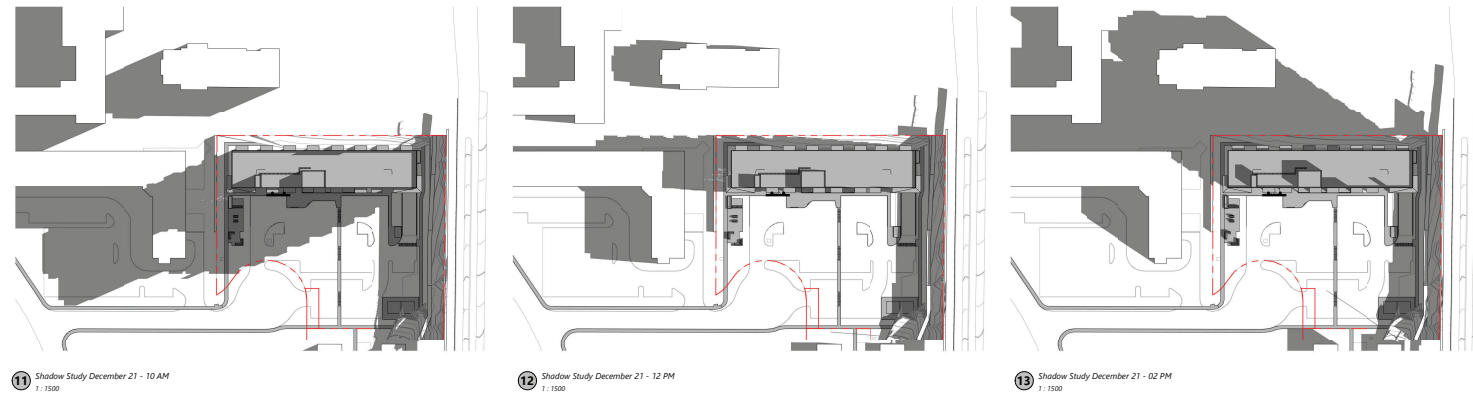 11 Shadow Study December 21 - 10 AM
1 : 1500
12 Shadow Study December 21 - 12 PM
1 : 1500
13 Shadow Study December 21 - 02 PM
1 : 1500